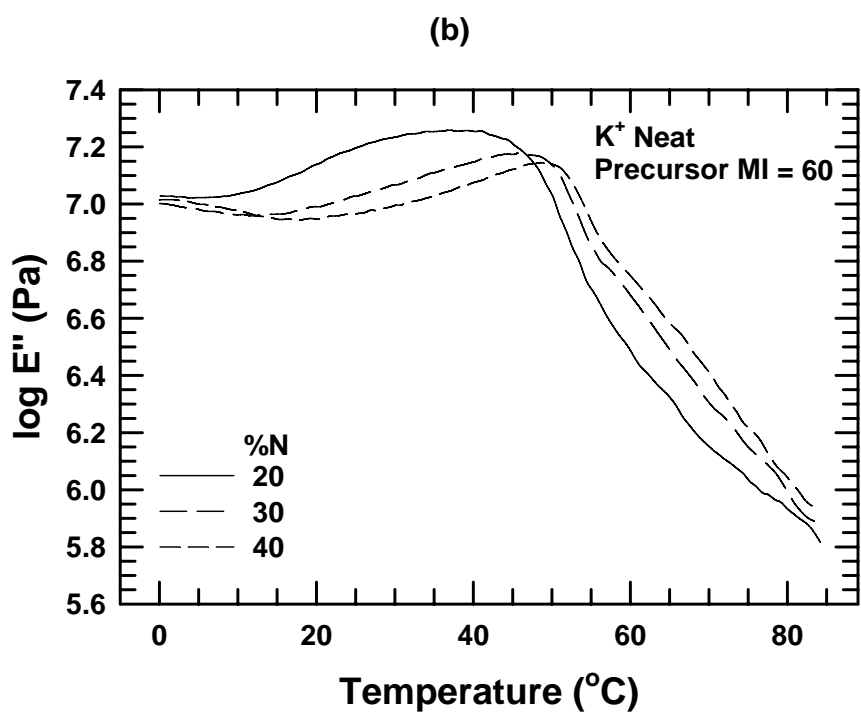 (b)
K⁺ Neat
Precursor MI = 60
7.4
7.2
7.0
6.8
6.6
6.4
6.2
6.0
5.8
5.6
log E" (Pa)
%N
20
30
40
0 20 40 60 80
Temperature (°C)